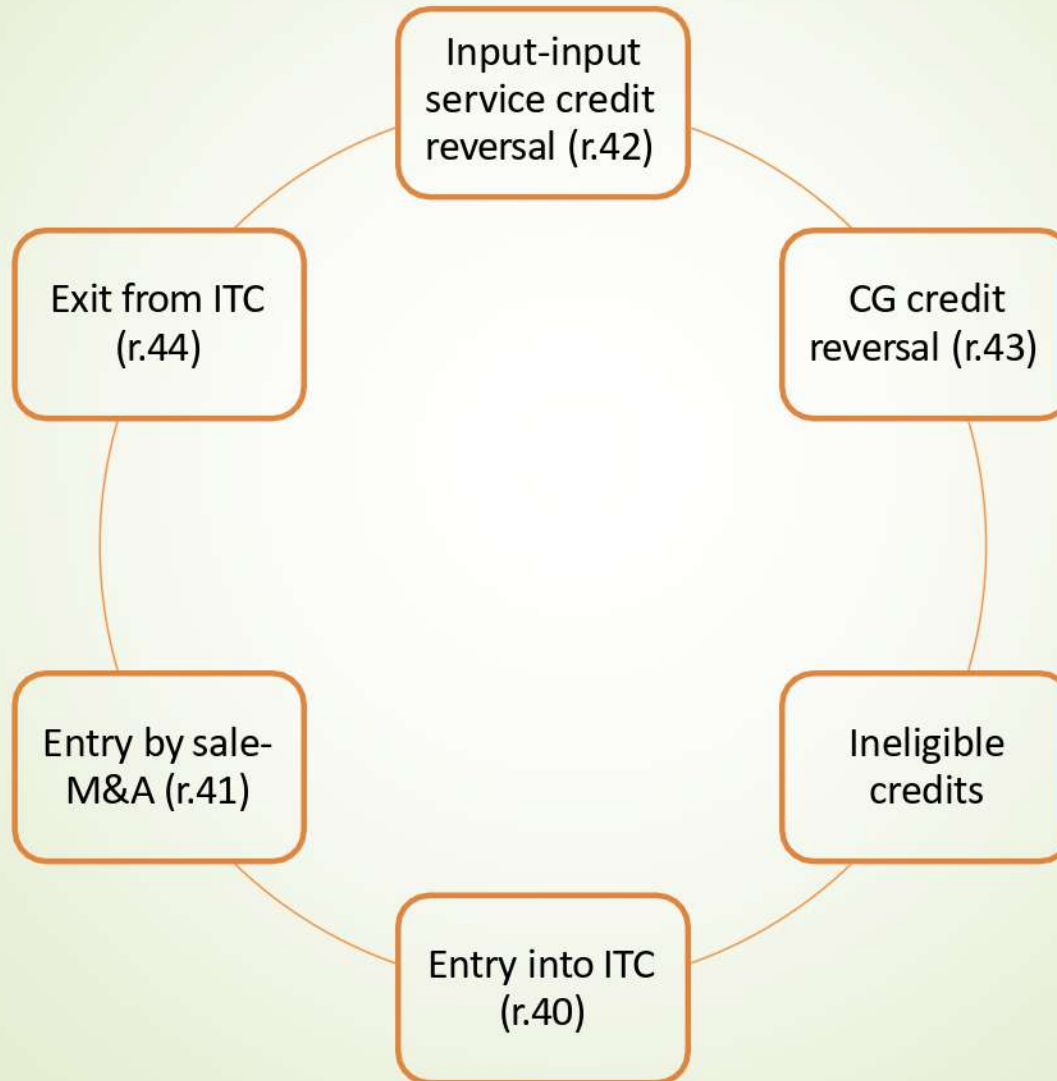 Input-input
service credit
reversal (r.42)
CG credit
reversal (r.43)
Ineligible
credits
Entry into ITC
(r.40)
Entry by sale-
M&A (r.41)
Exit from ITC
(r.44)